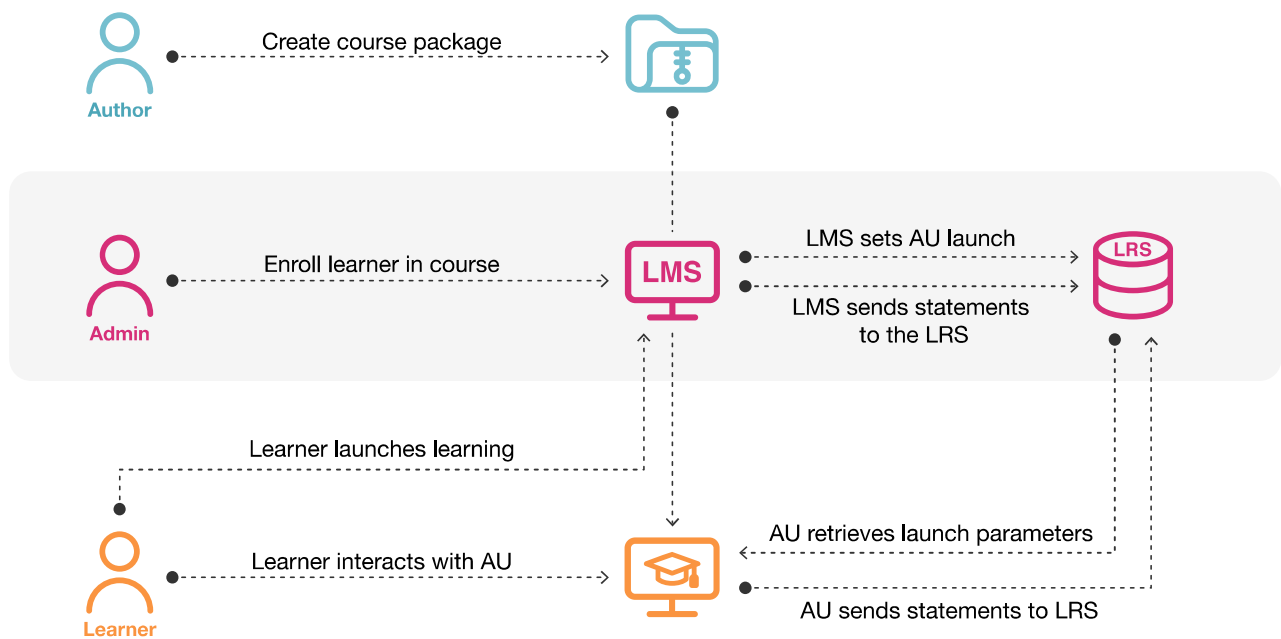 Create course package
Author
LMS sets AU launch
LRS
Enroll learner in course
LMS
LMS sends statements
to the LRS
Admin
Learner launches learning
AU retrieves launch parameters
Learner interacts with AU
AU sends statements to LRS
Learner